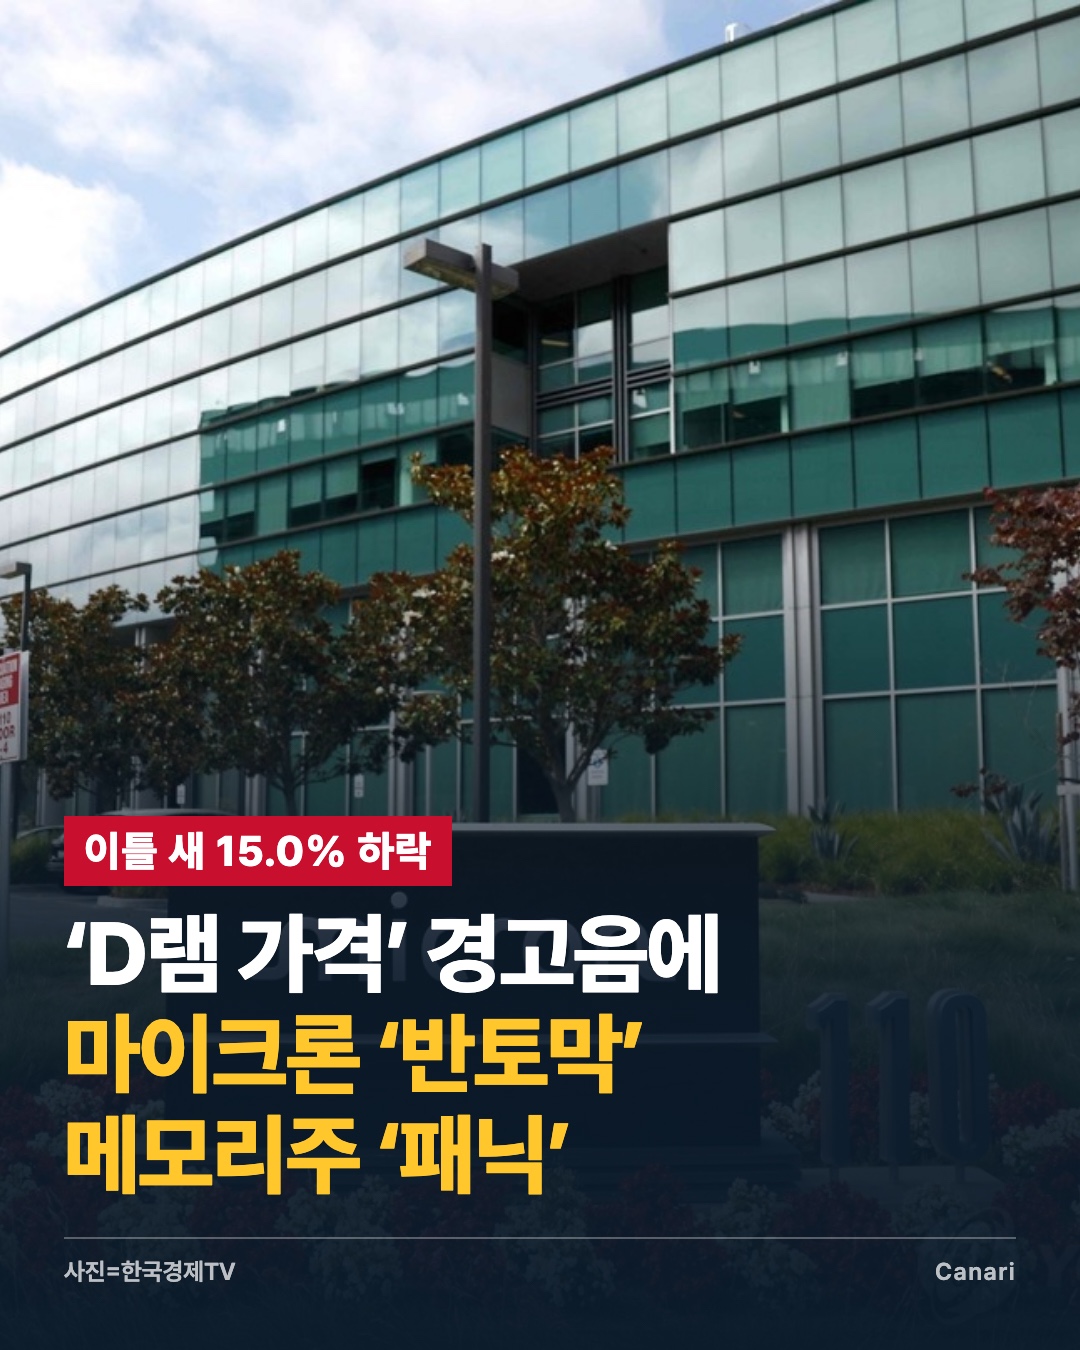 이틀 새 15.0% 하락
‘D램 가격’ 경고음에
마이크론 ‘반토막’
메모리주 ‘패닉’
110
사진=한국경제TV
Canari